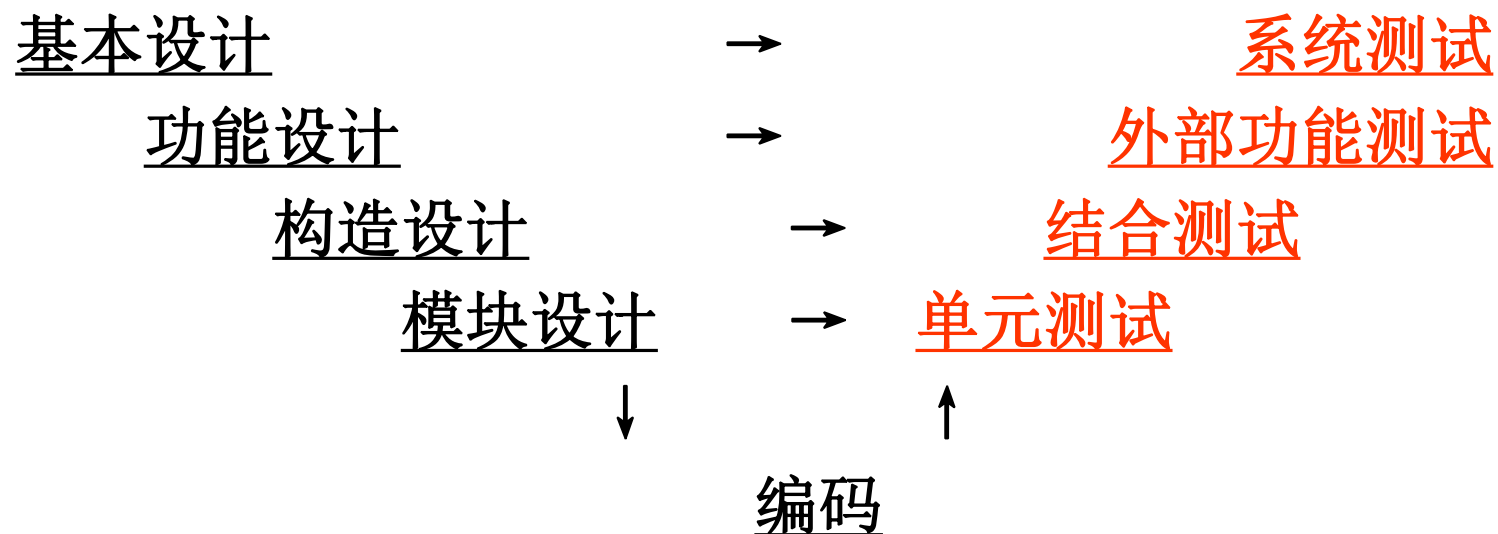 基本设计 → 系统测试
功能设计 → 外部功能测试
构造设计 → 结合测试
模块设计 → 单元测试
↓ ↑
编码